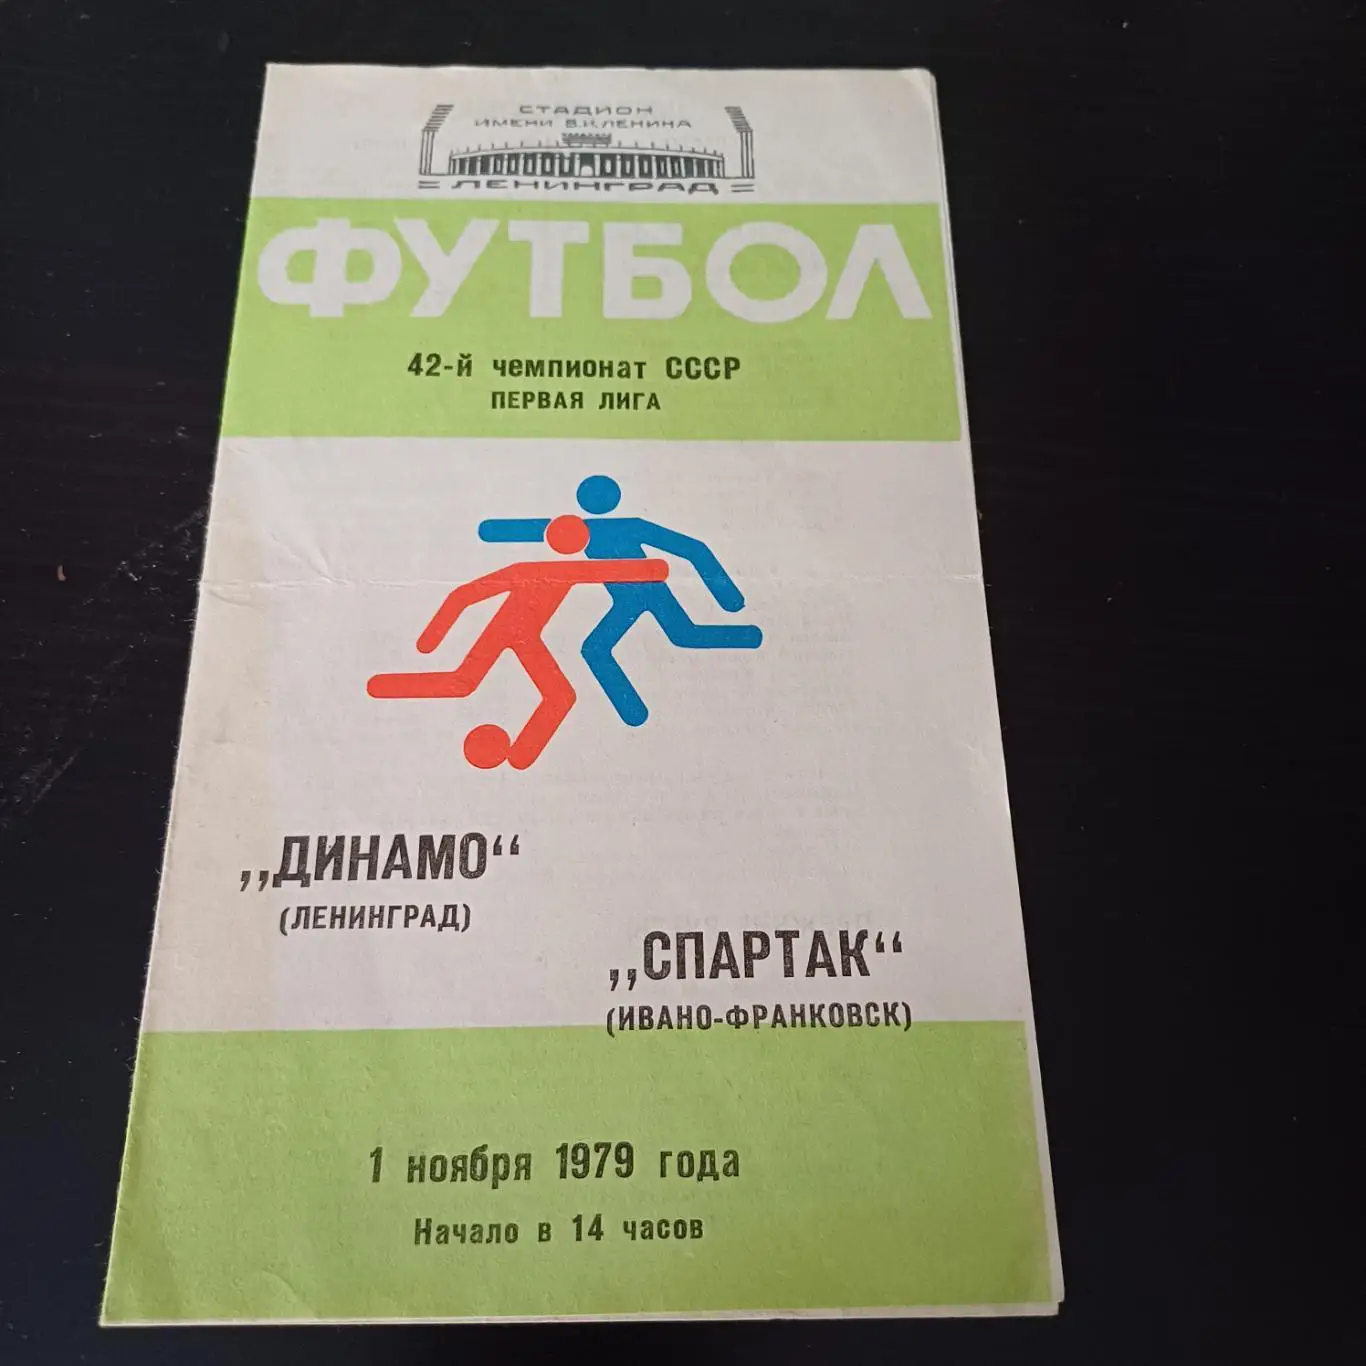 СТАДИОН
ИМЕНИ В.И.ЛЕНИНА
= ЛЕНИНГРАД =
ФУТБОЛ
42-й чемпионат СССР
ПЕРВАЯ ЛИГА
„ДИНАМО“
(ЛЕНИНГРАД)
„СПАРТАК“
(ИВАНО-ФРАНКОВСК)
1 ноября 1979 года
Начало в 14 часов